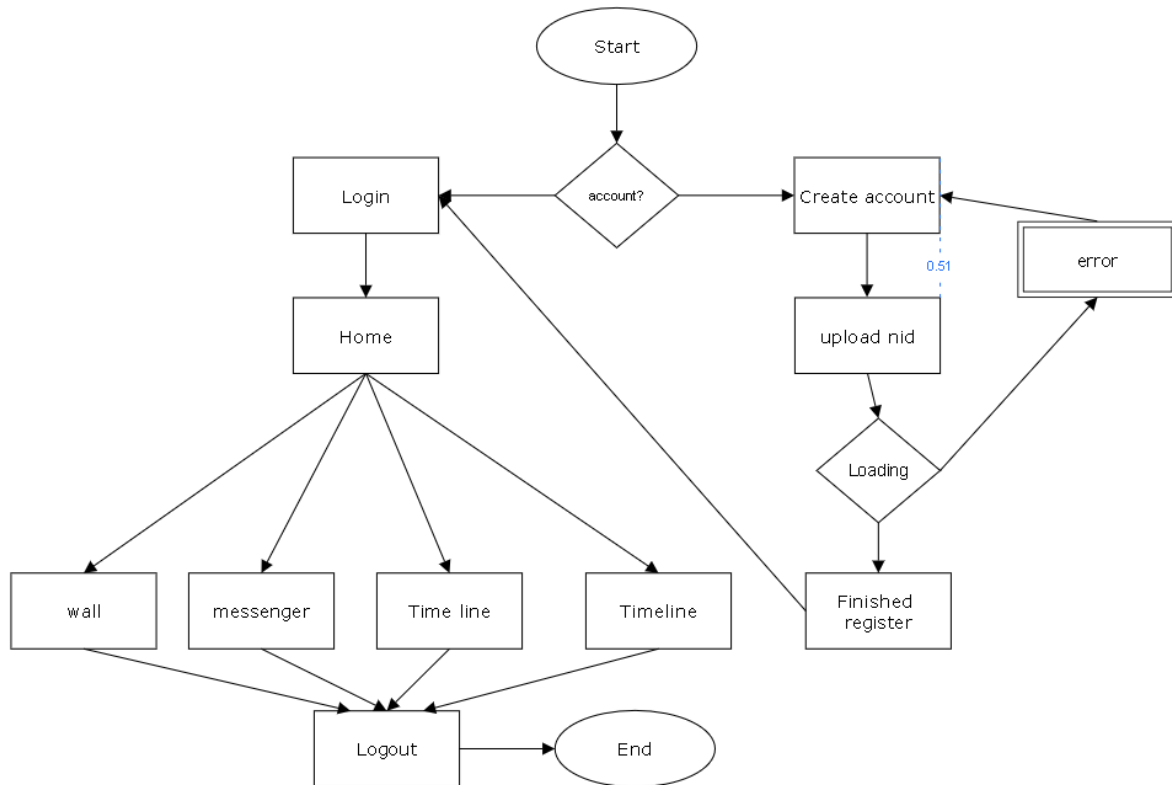 Start
Login
account?
Create account
error
0.51
Home
upload nid
Loading
wall
messenger
Time line
Timeline
Finished
register
Logout
End